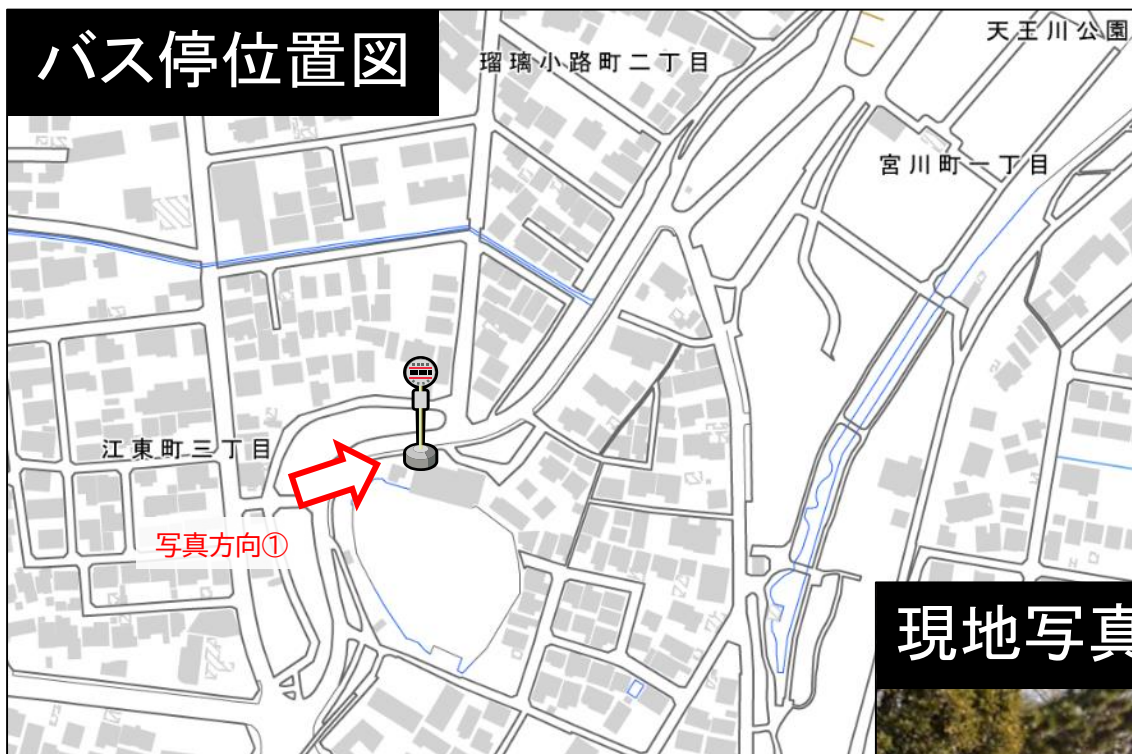 バス停位置図
瑠璃小路町二丁目
天王川公園
宮川町一丁目
江東町三丁目
写真方向①
現地写真